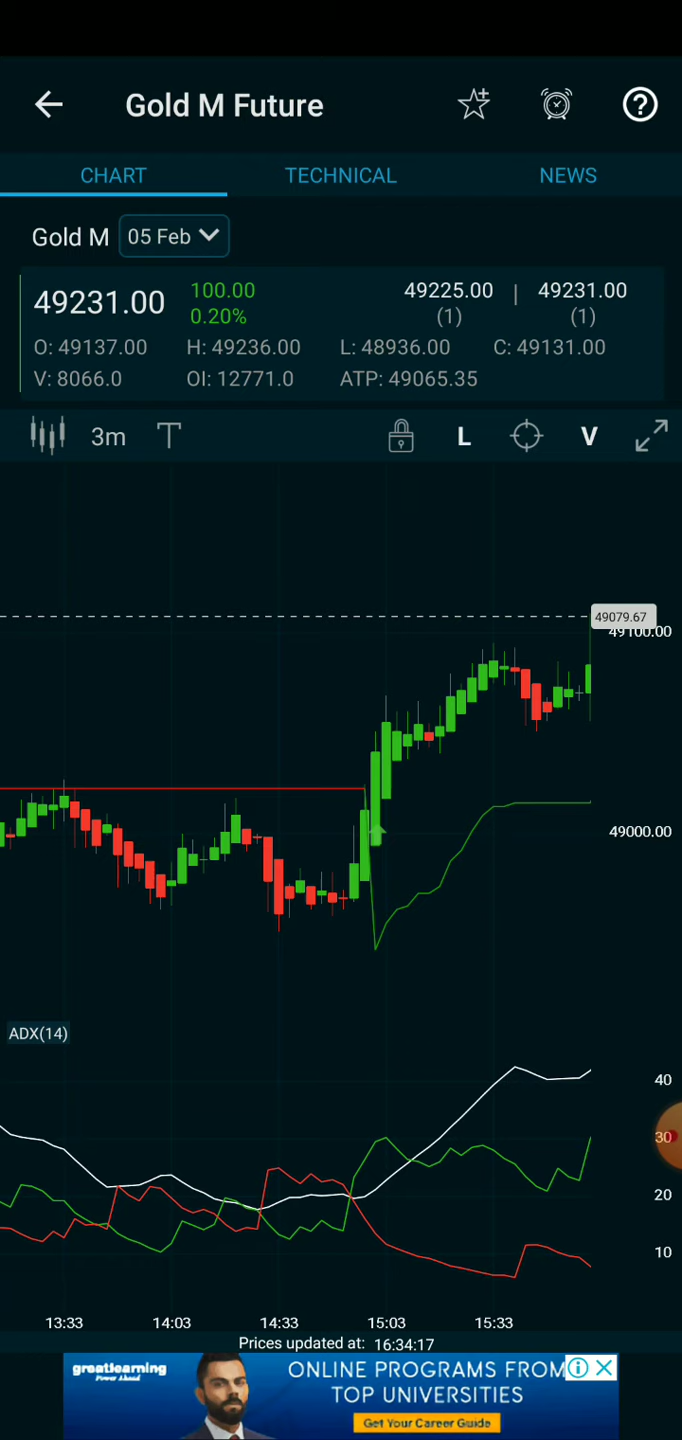 Gold M Future
CHART TECHNICAL NEWS
Gold M 05 Feb
49231.00 100.00 0.20% 49225.00 (1) | 49231.00 (1)
O: 49137.00 H: 49236.00 L: 48936.00 C: 49131.00
V: 8066.0 OI: 12771.0 ATP: 49065.35
3m T L V
49079.67
49100.00
49000.00
ADX(14)
40
30
20
10
13:33 14:03 14:33 15:03 15:33
Prices updated at: 16:34:17
greatlearning
Power Ahead
ONLINE PROGRAMS FROM
TOP UNIVERSITIES
Get Your Career Guide